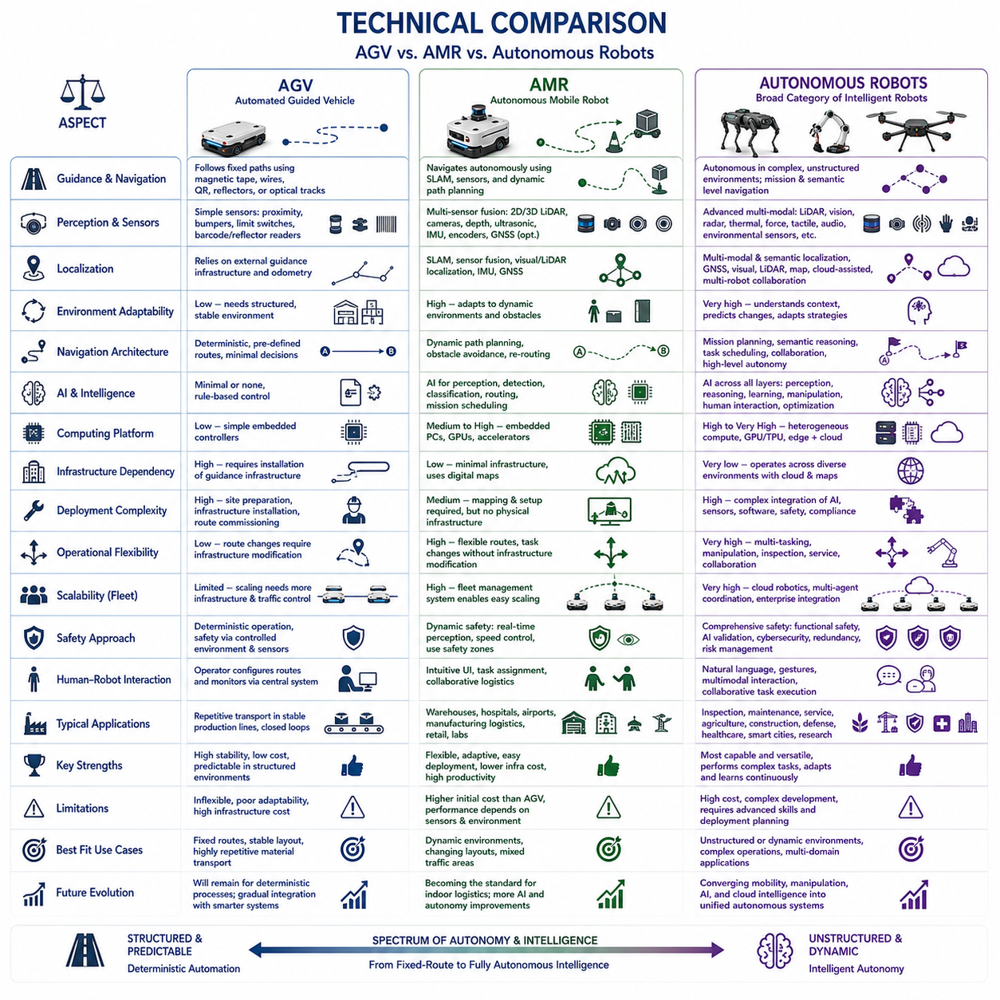 TECHNICAL COMPARISON
AGV vs. AMR vs. Autonomous Robots
ASPECT
AGV
Automated Guided Vehicle
AMR
Autonomous Mobile Robot
AUTONOMOUS ROBOTS
Broad Category of Intelligent Robots
Guidance & Navigation
Follows fixed paths using
magnetic tape, wires,
QR, reflectors, or optical tracks
Navigates autonomously using
SLAM, sensors, and dynamic
path planning
Autonomous in complex, unstructured
environments; mission & semantic
level navigation
Perception & Sensors
Simple sensors: proximity,
bumpers, limit switches,
barcode/reflector readers
Multi-sensor fusion: 2D/3D LiDAR,
cameras, depth, ultrasonic,
IMU, encoders, GNSS (opt.)
Advanced multi-modal: LiDAR, vision,
radar, thermal, force, tactile, audio,
environmental sensors, etc.
Localization
Relies on external guidance
infrastructure and odometry
SLAM, sensor fusion, visual/LiDAR
localization, IMU, GNSS
Multi-modal & semantic localization,
GNSS, visual, LiDAR, map, cloud-assisted,
multi-robot collaboration
Environment Adaptability
Low – needs structured,
stable environment
High – adapts to dynamic
environments and obstacles
Very high – understands context,
predicts changes, adapts strategies
Navigation Architecture
Deterministic, pre-defined
routes, minimal decisions
A
B
Dynamic path planning,
obstacle avoidance, re-routing
A
B
Mission planning, semantic reasoning,
task scheduling, collaboration,
high-level autonomy
A
AI & Intelligence
Minimal or none,
rule-based control
AI for perception, detection,
classification, routing,
mission scheduling
AI across all layers: perception,
reasoning, learning, manipulation,
human interaction, optimization
Computing Platform
Low – simple embedded
controllers
Medium to High – embedded
PCs, GPUs, accelerators
High to Very High – heterogeneous
compute, GPU/TPU, edge + cloud
Infrastructure Dependency
High – requires installation
of guidance infrastructure
Low – minimal infrastructure,
uses digital maps
Very low – operates across diverse
environments with cloud & maps
Deployment Complexity
High – site preparation,
infrastructure installation,
route commissioning
Medium – mapping & setup
required, but no physical
infrastructure
High – complex integration of AI,
sensors, software, safety, compliance
Operational Flexibility
Low – route changes require
infrastructure modification
High – flexible routes, task
changes without infrastructure
modification
Very high – multi-tasking,
manipulation, inspection, service,
collaboration
Scalability (Fleet)
Limited – scaling needs more
infrastructure & traffic control
High – fleet management
system enables easy scaling
Very high – cloud robotics, multi-agent
coordination, enterprise integration
Safety Approach
Deterministic operation,
safety via controlled
environment & sensors
Dynamic safety: real-time
perception, speed control,
use safety zones
Comprehensive safety: functional safety,
AI validation, cybersecurity, redundancy,
risk management
Human–Robot Interaction
Operator configures routes
and monitors via central system
Intuitive UI, task assignment,
collaborative logistics
Natural language, gestures,
multimodal interaction,
collaborative task execution
Typical Applications
Repetitive transport in stable
production lines, closed loops
Warehouses, hospitals, airports,
manufacturing logistics,
retail, labs
Inspection, maintenance, service,
agriculture, construction, defense,
healthcare, smart cities, research
Key Strengths
High stability, low cost,
predictable in structured
environments
Flexible, adaptive, easy
deployment, lower infra cost,
high productivity
Most capable and versatile,
performs complex tasks, adapts
and learns continuously
Limitations
Inflexible, poor adaptability,
high infrastructure cost
Higher initial cost than AGV,
performance depends on
sensors & environment
High cost, complex development,
requires advanced skills and
deployment planning
Best Fit Use Cases
Fixed routes, stable layout,
highly repetitive material
transport
Dynamic environments,
changing layouts, mixed
traffic areas
Unstructured or dynamic environments,
complex operations, multi-domain
applications
Future Evolution
Will remain for deterministic
processes; gradual integration
with smarter systems
Becoming the standard for
indoor logistics; more AI and
autonomy improvements
Converging mobility, manipulation,
AI, and cloud intelligence into
unified autonomous systems
STRUCTURED &
PREDICTABLE
Deterministic Automation
SPECTRUM OF AUTONOMY & INTELLIGENCE
From Fixed-Route to Fully Autonomous Intelligence
UNSTRUCTURED &
DYNAMIC
Intelligent Autonomy